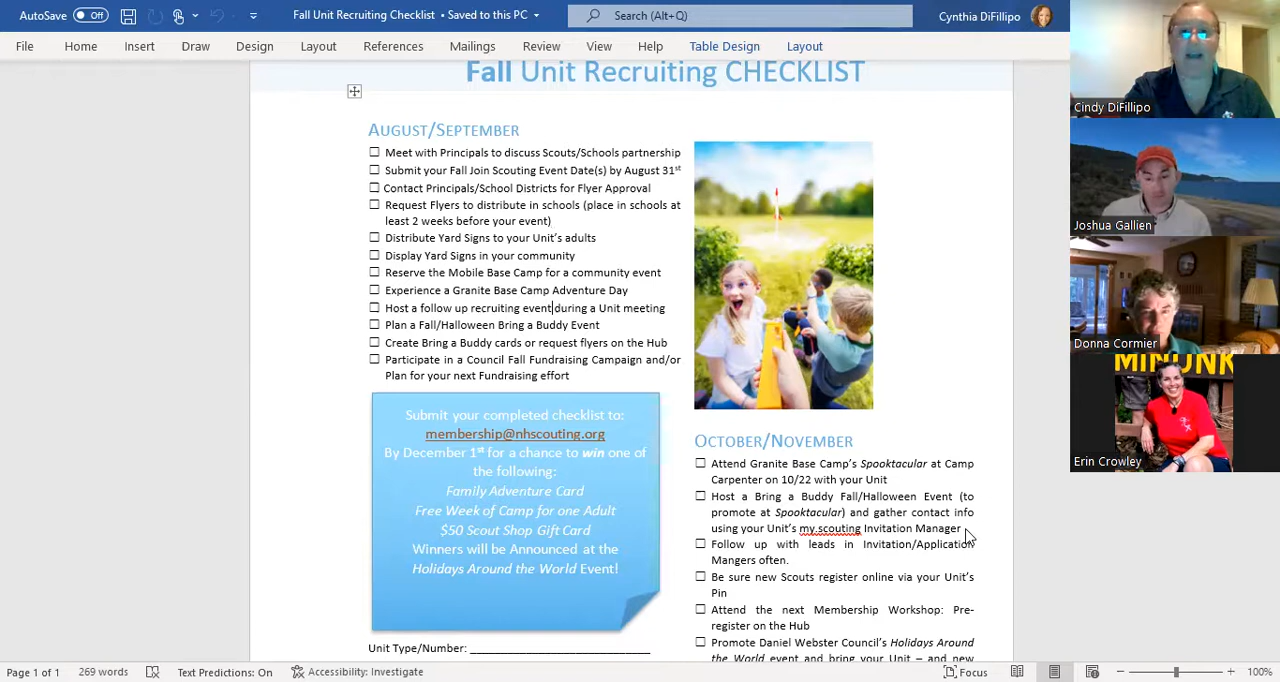 AutoSave Off Fall Unit Recruiting Checklist • Saved to this PC Search (Alt+Q) Cynthia DiFillipo
File Home Insert Draw Design Layout References Mailings Review View Help Table Design Layout
Fall Unit Recruiting CHECKLIST
AUGUST/SEPTEMBER
☐ Meet with Principals to discuss Scouts/Schools partnership
☐ Submit your Fall Join Scouting Event Date(s) by August 31st
☐ Contact Principals/School Districts for Flyer Approval
☐ Request Flyers to distribute in schools (place in schools at
least 2 weeks before your event)
☐ Distribute Yard Signs to your Unit's adults
☐ Display Yard Signs in your community
☐ Reserve the Mobile Base Camp for a community event
☐ Experience a Granite Base Camp Adventure Day
☐ Host a follow up recruiting event during a Unit meeting
☐ Plan a Fall/Halloween Bring a Buddy Event
☐ Create Bring a Buddy cards or request flyers on the Hub
☐ Participate in a Council Fall Fundraising Campaign and/or
Plan for your next Fundraising effort
Submit your completed checklist to:
membership@nhscouting.org
By December 1st for a chance to win one of
the following:
Family Adventure Card
Free Week of Camp for one Adult
$50 Scout Shop Gift Card
Winners will be Announced at the
Holidays Around the World Event!
Unit Type/Number:
OCTOBER/NOVEMBER
☐ Attend Granite Base Camp's Spooktacular at Camp
Carpenter on 10/22 with your Unit
☐ Host a Bring a Buddy Fall/Halloween Event (to
promote at Spooktacular) and gather contact info
using your Unit's my.scouting Invitation Manager
☐ Follow up with leads in Invitation/Application
Mangers often.
☐ Be sure new Scouts register online via your Unit's
Pin
☐ Attend the next Membership Workshop: Pre-
register on the Hub
☐ Promote Daniel Webster Council's Holidays Around
the World event and bring your Unit – and new
Cindy DiFillipo
Joshua Gallien
Donna Cormier
Erin Crowley
Page 1 of 1 269 words Text Predictions: On Accessibility: Investigate Focus 100%